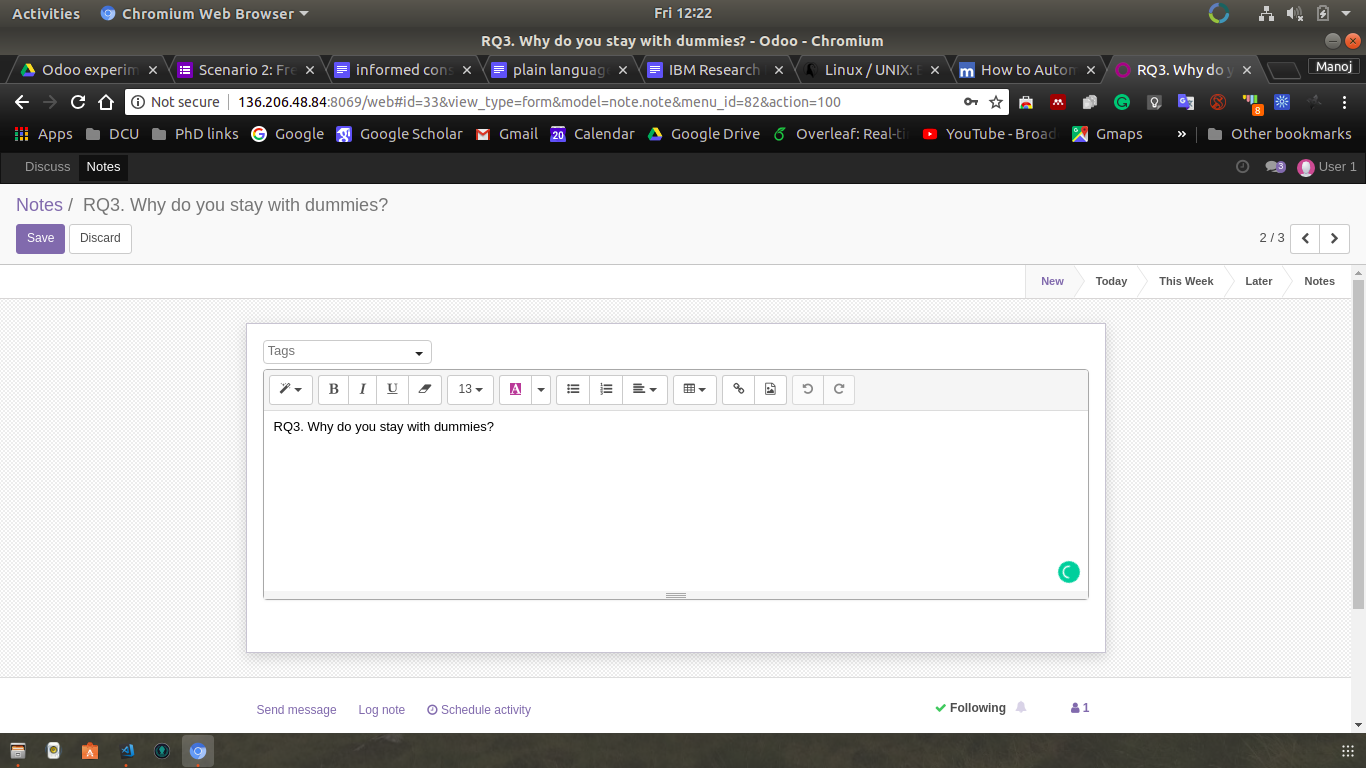 Activities Chromium Web Browser Fri 12:22
RQ3. Why do you stay with dummies? - Odoo - Chromium
Odoo experim Scenario 2: Fre informed cons plain language IBM Research Linux / UNIX: How to Autom RQ3. Why do y Manoj
Not secure 136.206.48.84:8069/web#id=33&view_type=form&model=note.note&menu_id=82&action=100 8
Apps DCU PhD links Google Google Scholar Gmail 20 Calendar Google Drive Overleaf: Real-ti YouTube - Broad Gmaps » Other bookmarks
Discuss Notes 3 User 1
Notes / RQ3. Why do you stay with dummies?
Save Discard 2 / 3
New Today This Week Later Notes
Tags
B I U 13 A
RQ3. Why do you stay with dummies?
Send message Log note Schedule activity Following 1